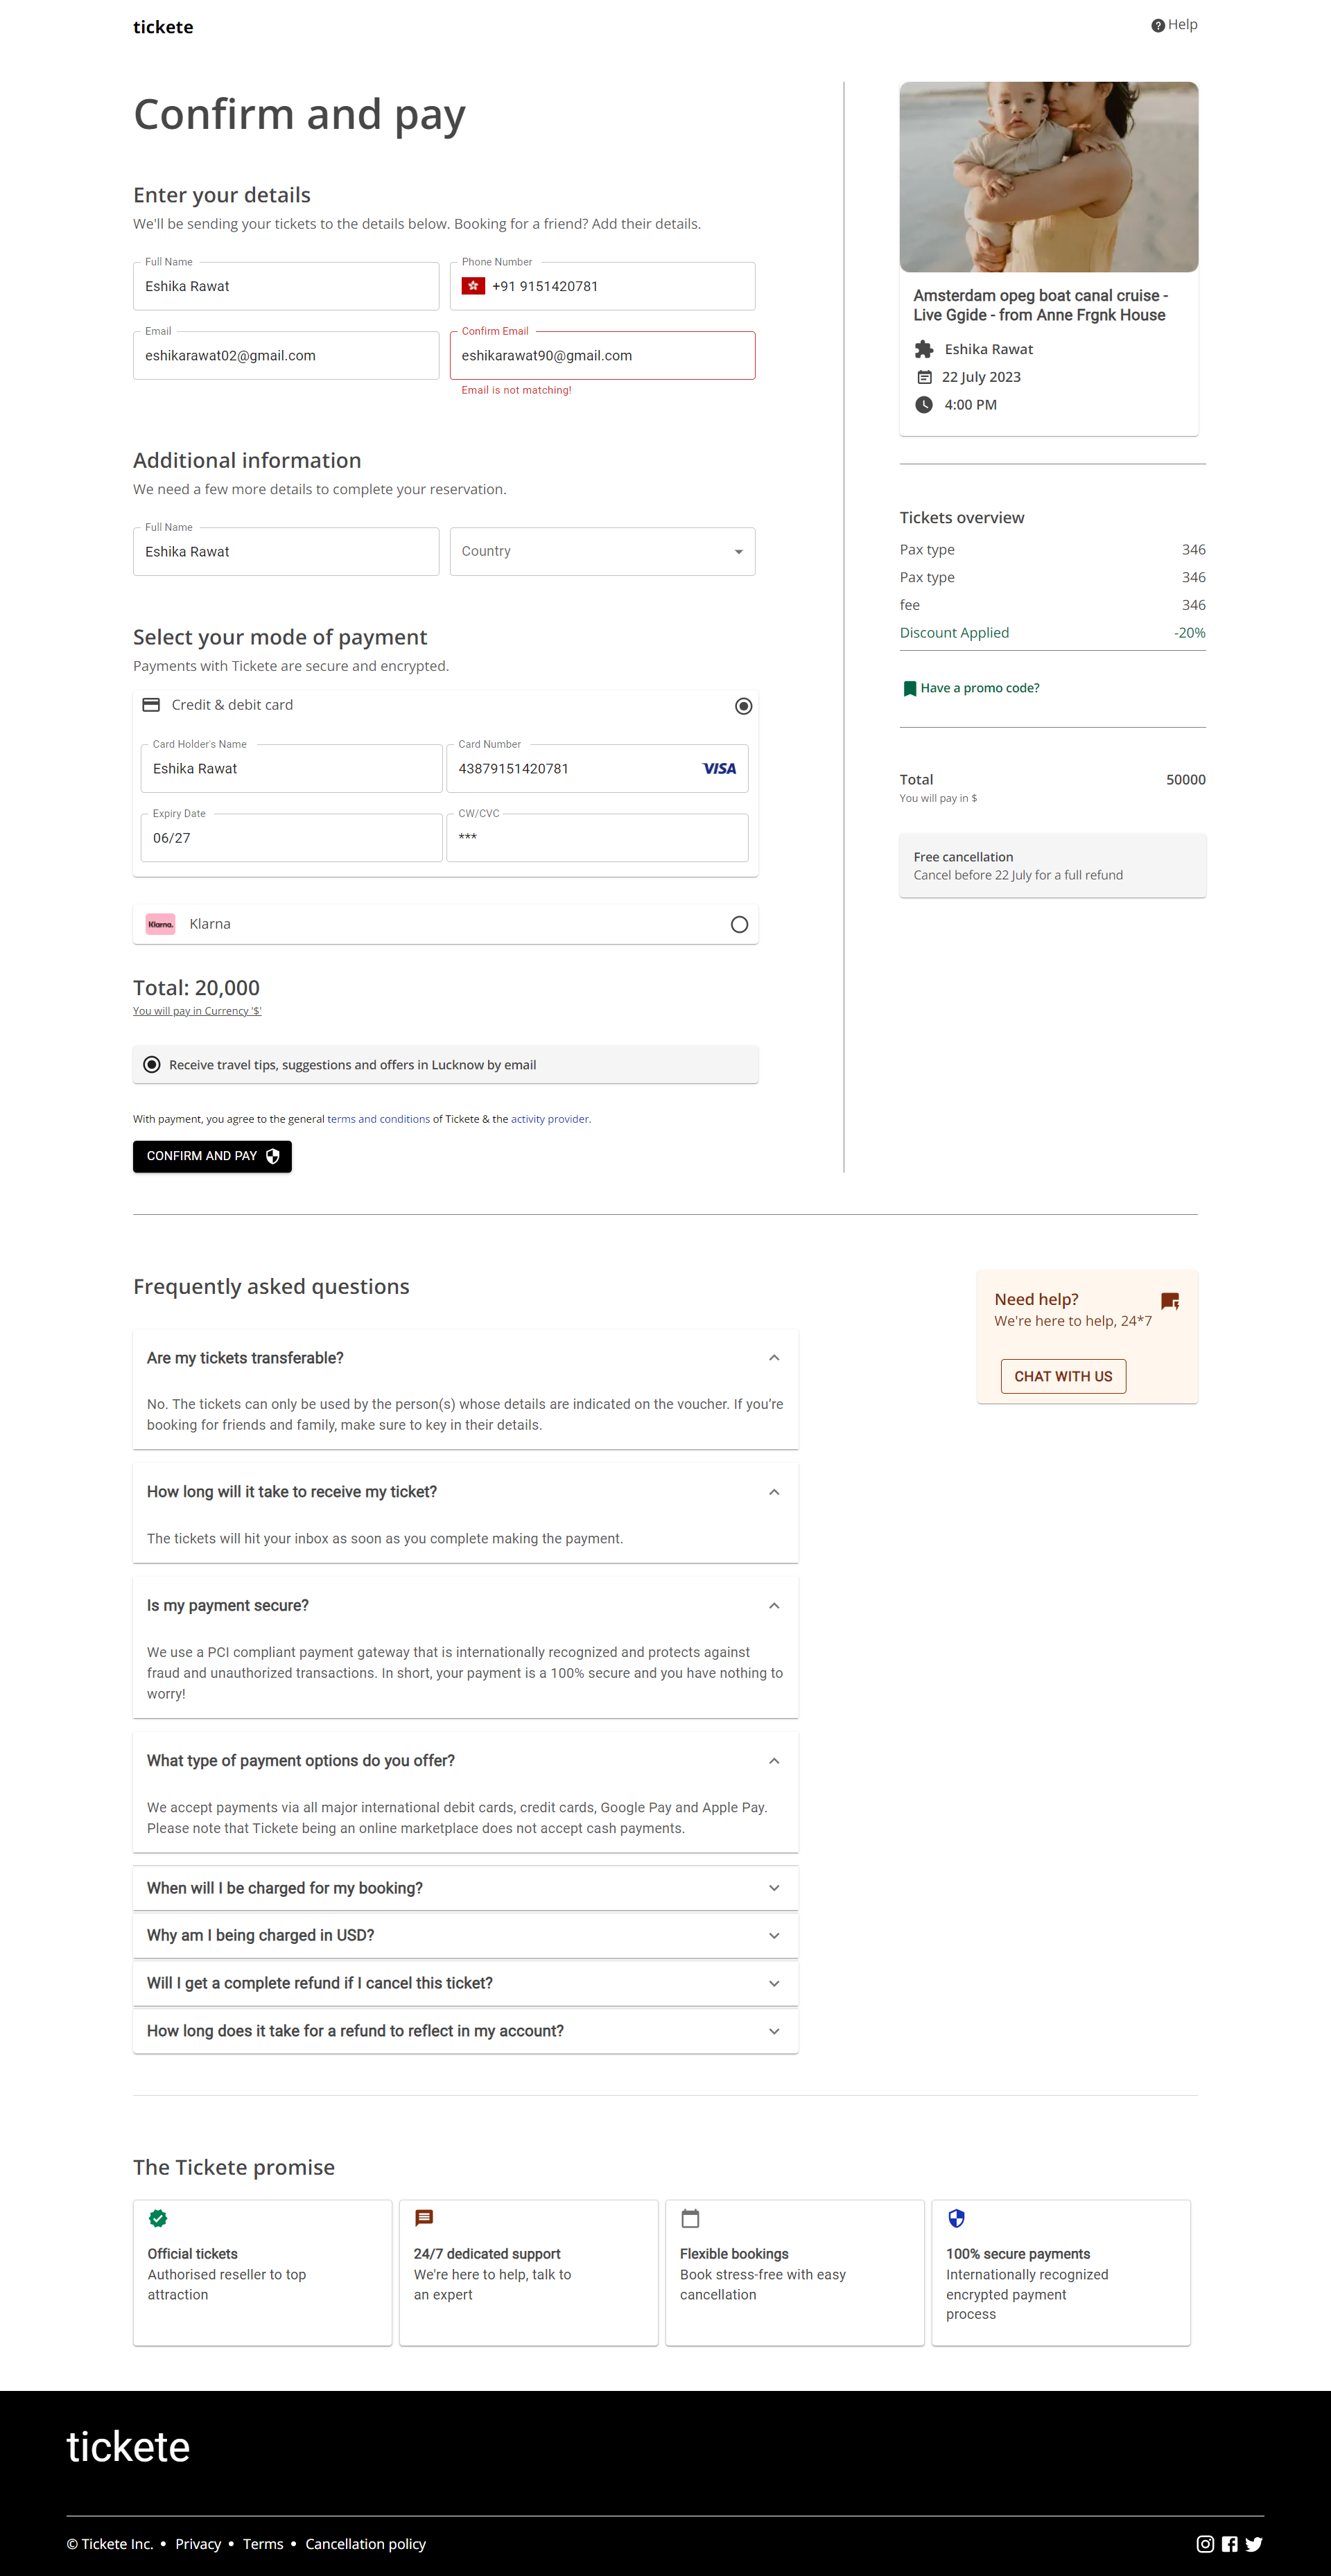 tickete
Help
Confirm and pay
Enter your details
We'll be sending your tickets to the details below. Booking for a friend? Add their details.
Full Name
Eshika Rawat
Phone Number
+91 9151420781
Email
eshikarawat02@gmail.com
Confirm Email
eshikarawat90@gmail.com
Email is not matching!
Additional information
We need a few more details to complete your reservation.
Full Name
Eshika Rawat
Country
Select your mode of payment
Payments with Tickete are secure and encrypted.
Credit & debit card
Card Holder's Name
Eshika Rawat
Card Number
43879151420781
VISA
Expiry Date
06/27
CW/CVC
***
Klarna.
Klarna
Total: 20,000
You will pay in Currency '$'
Receive travel tips, suggestions and offers in Lucknow by email
With payment, you agree to the general terms and conditions of Tickete & the activity provider.
CONFIRM AND PAY
Amsterdam opeg boat canal cruise -
Live Ggide - from Anne Frgnk House
Eshika Rawat
22 July 2023
4:00 PM
Tickets overview
Pax type 346
Pax type 346
fee 346
Discount Applied -20%
Have a promo code?
Total 50000
You will pay in $
Free cancellation
Cancel before 22 July for a full refund
Frequently asked questions
Are my tickets transferable?
No. The tickets can only be used by the person(s) whose details are indicated on the voucher. If you’re
booking for friends and family, make sure to key in their details.
How long will it take to receive my ticket?
The tickets will hit your inbox as soon as you complete making the payment.
Is my payment secure?
We use a PCI compliant payment gateway that is internationally recognized and protects against
fraud and unauthorized transactions. In short, your payment is a 100% secure and you have nothing to
worry!
What type of payment options do you offer?
We accept payments via all major international debit cards, credit cards, Google Pay and Apple Pay.
Please note that Tickete being an online marketplace does not accept cash payments.
When will I be charged for my booking?
Why am I being charged in USD?
Will I get a complete refund if I cancel this ticket?
How long does it take for a refund to reflect in my account?
Need help?
We're here to help, 24*7
CHAT WITH US
The Tickete promise
Official tickets
Authorised reseller to top
attraction
24/7 dedicated support
We're here to help, talk to
an expert
Flexible bookings
Book stress-free with easy
cancellation
100% secure payments
Internationally recognized
encrypted payment
process
tickete
© Tickete Inc. • Privacy • Terms • Cancellation policy